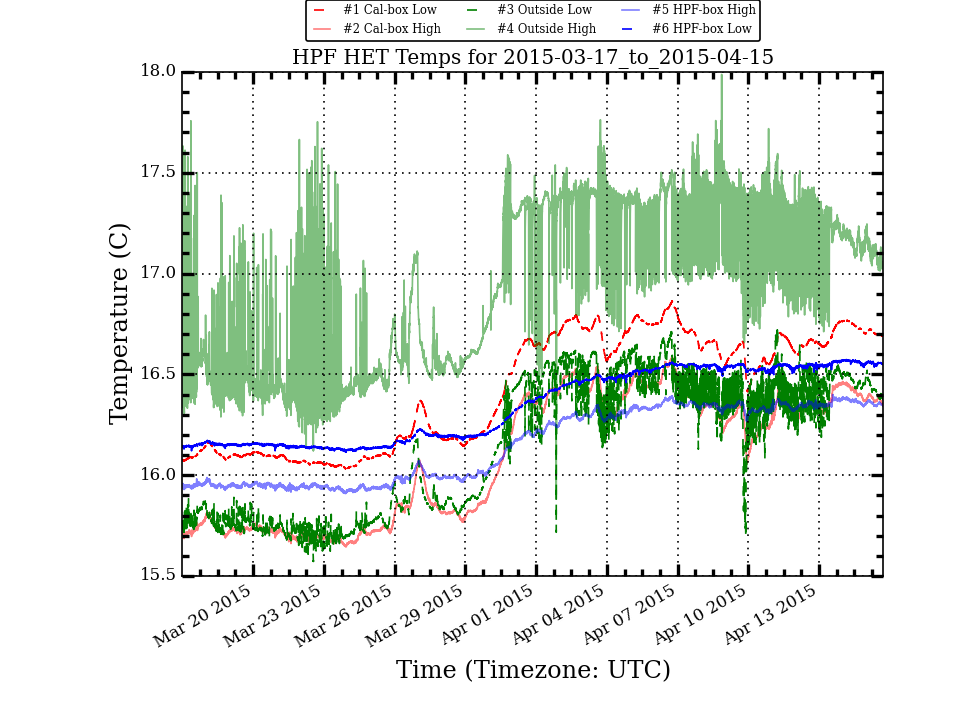 #1 Cal-box Low #3 Outside Low #5 HPF-box High
#2 Cal-box High #4 Outside High #6 HPF-box Low
HPF HET Temps for 2015-03-17_to_2015-04-15
18.0
17.5
17.0
16.5
16.0
15.5
Temperature (C)
Mar 20 2015 Mar 23 2015 Mar 26 2015 Mar 29 2015 Apr 01 2015 Apr 04 2015 Apr 07 2015 Apr 10 2015 Apr 13 2015
Time (Timezone: UTC)